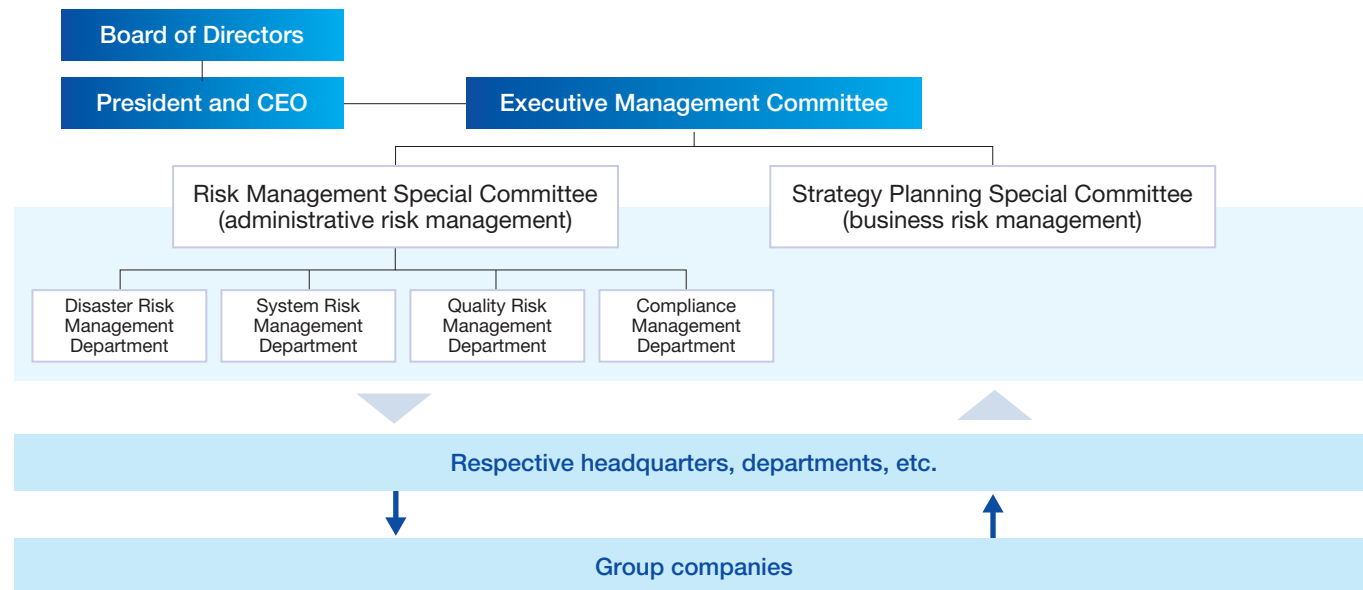 Board of Directors
President and CEO
Executive Management Committee
Risk Management Special Committee
(administrative risk management)
Strategy Planning Special Committee
(business risk management)
Disaster Risk
Management
Department
System Risk
Management
Department
Quality Risk
Management
Department
Compliance
Management
Department
Respective headquarters, departments, etc.
Group companies